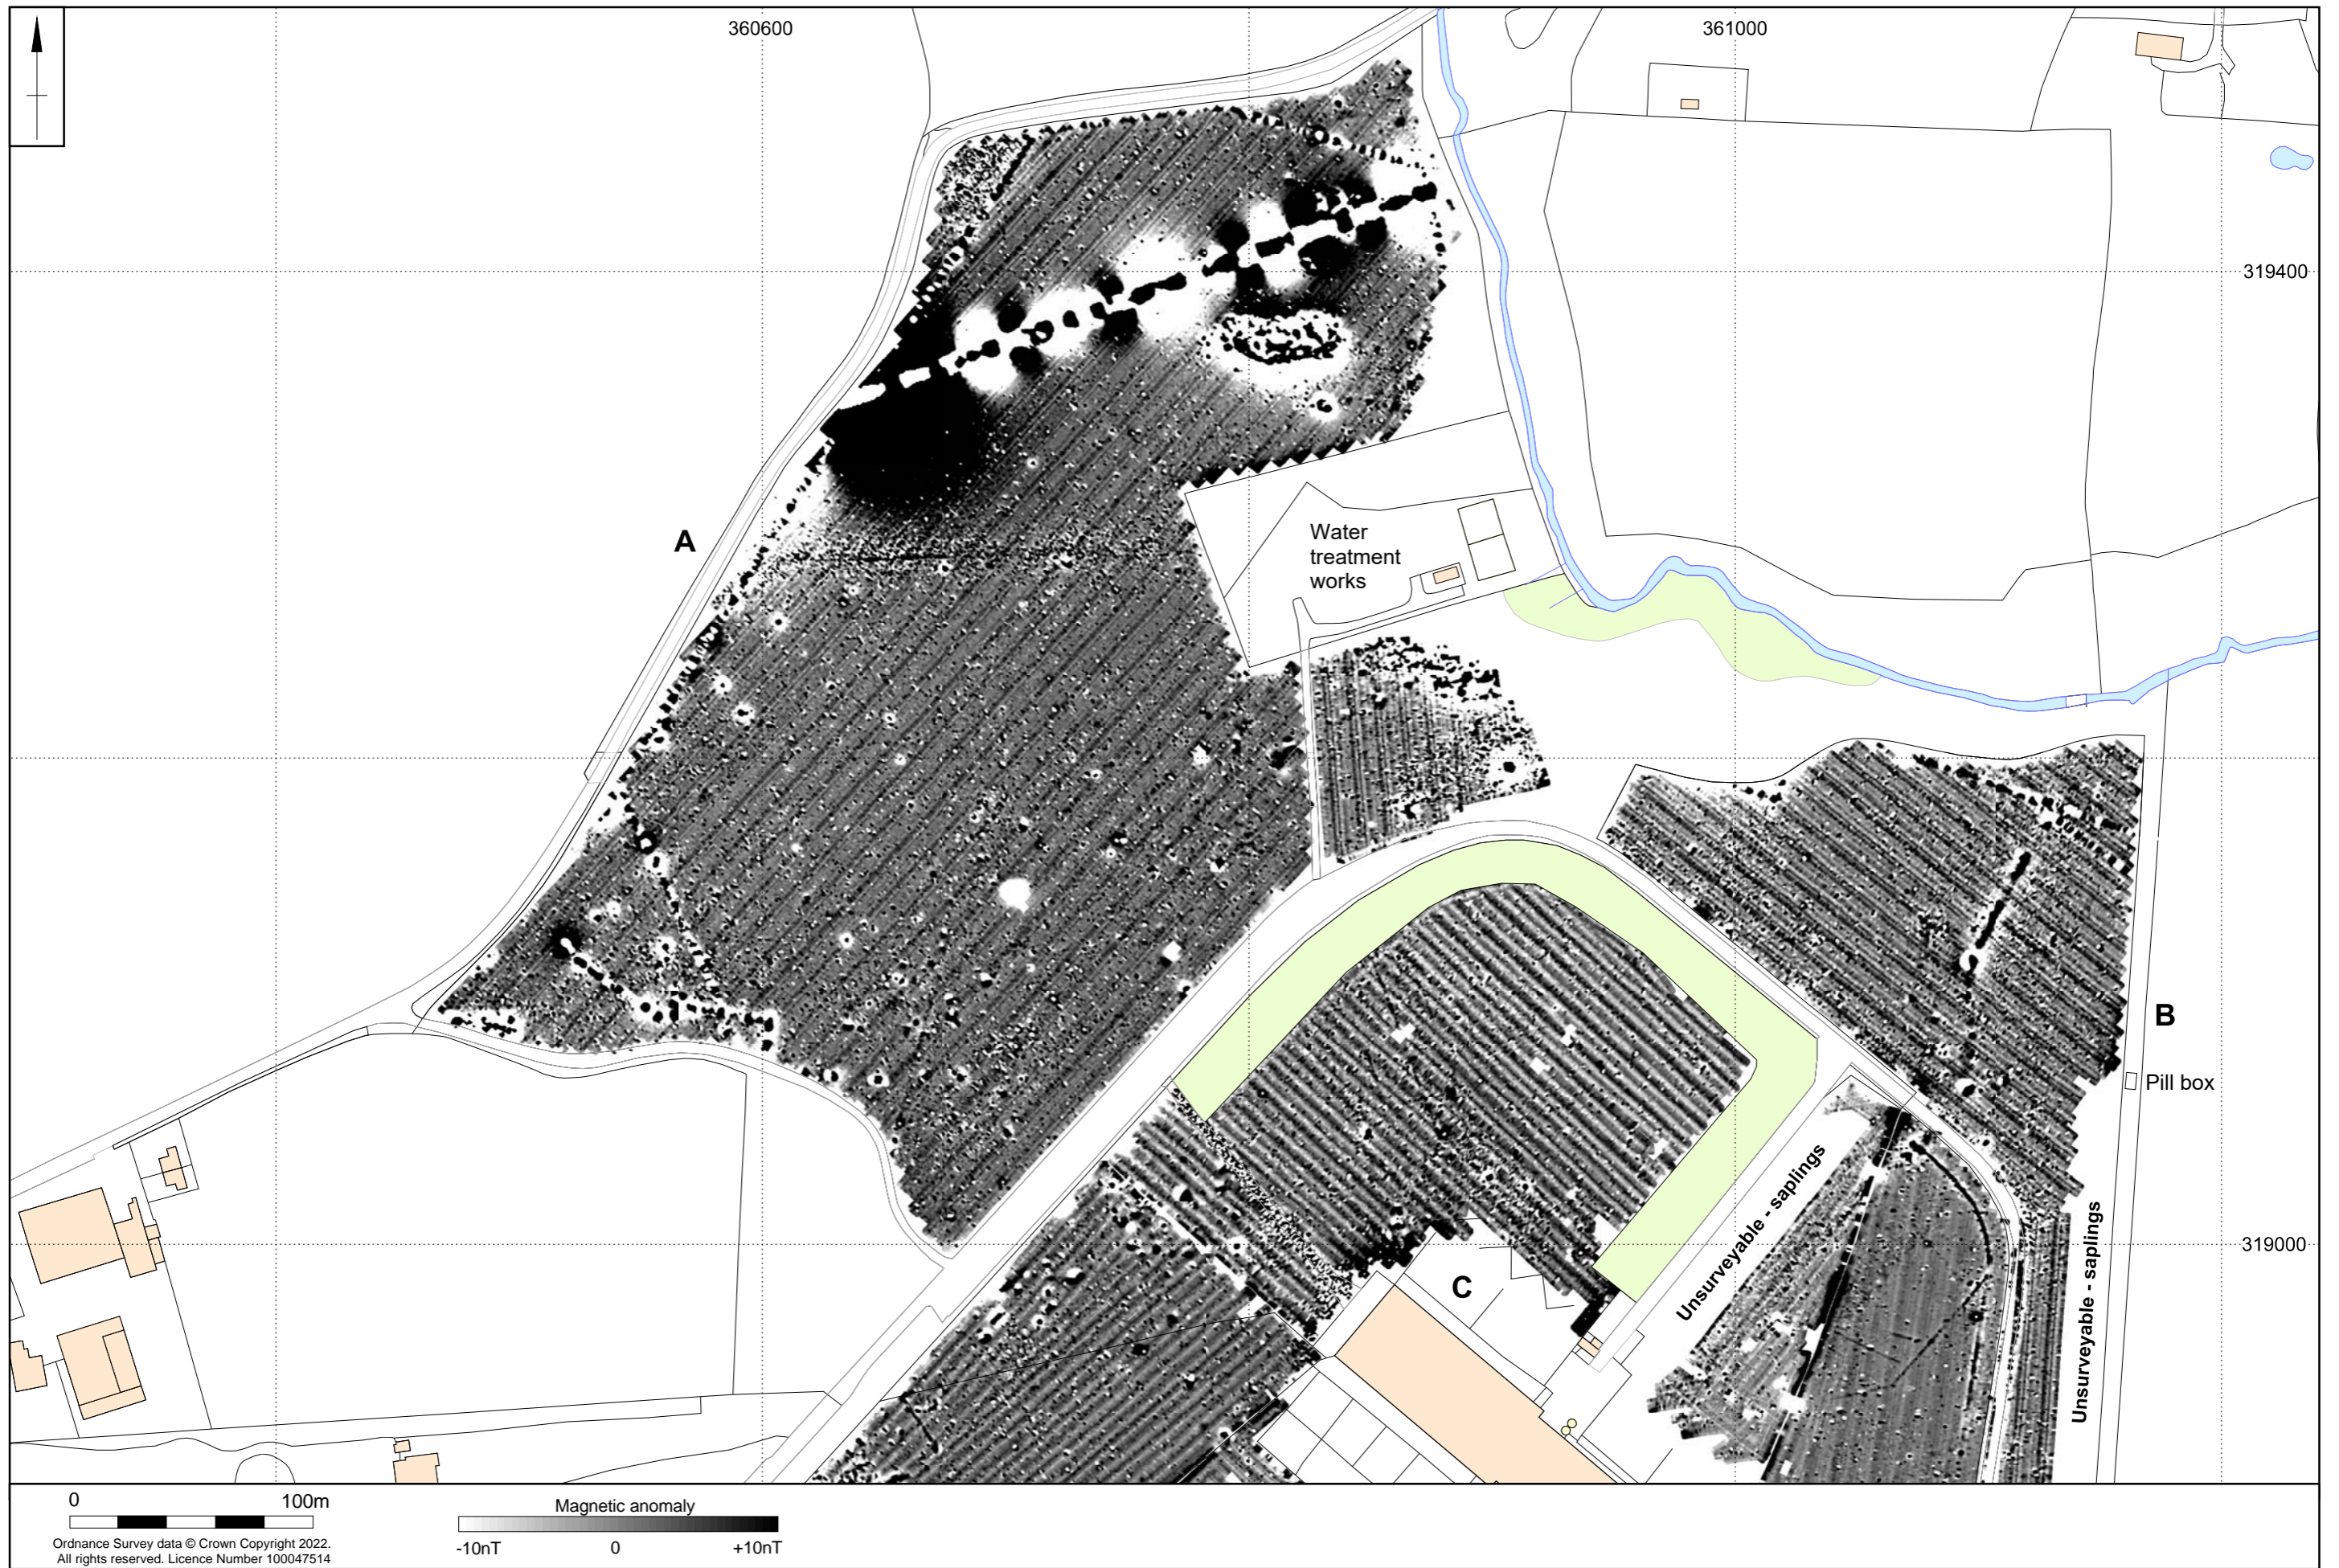 360600
361000
319400
A
Water
treatment
works
B
Pill box
Unsurveyable - saplings
Unsurveyable - saplings
319000
C
0 100m
Ordnance Survey data © Crown Copyright 2022.
All rights reserved. Licence Number 100047514
Magnetic anomaly
-10nT 0 +10nT